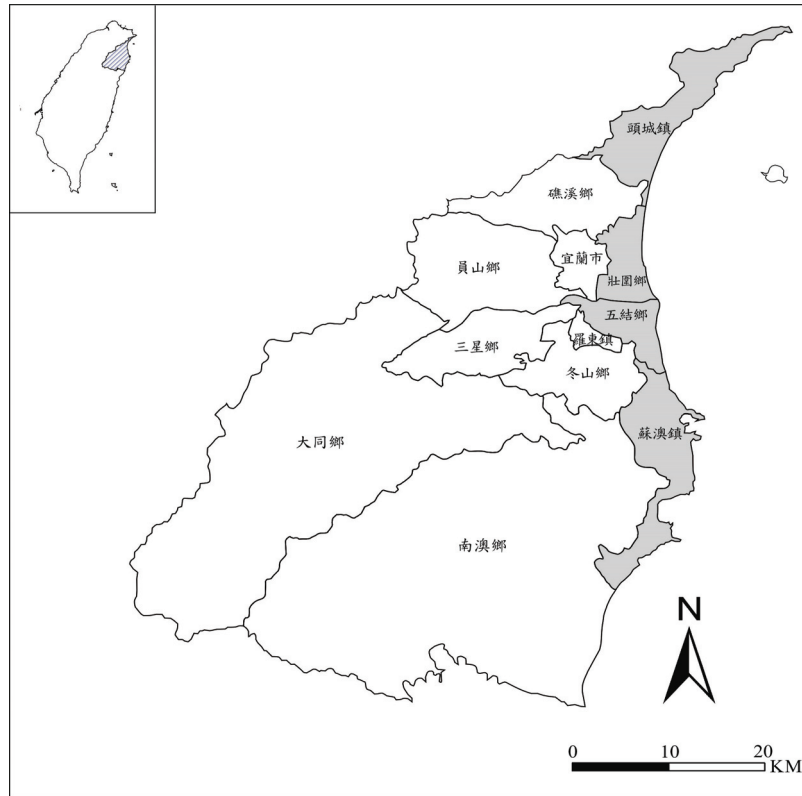 頭城鎮
礁溪鄉
宜蘭市
員山鄉
壯圍鄉
五結鄉
羅東鎮
三星鄉
冬山鄉
蘇澳鎮
大同鄉
南澳鄉
N
0 10 20
KM